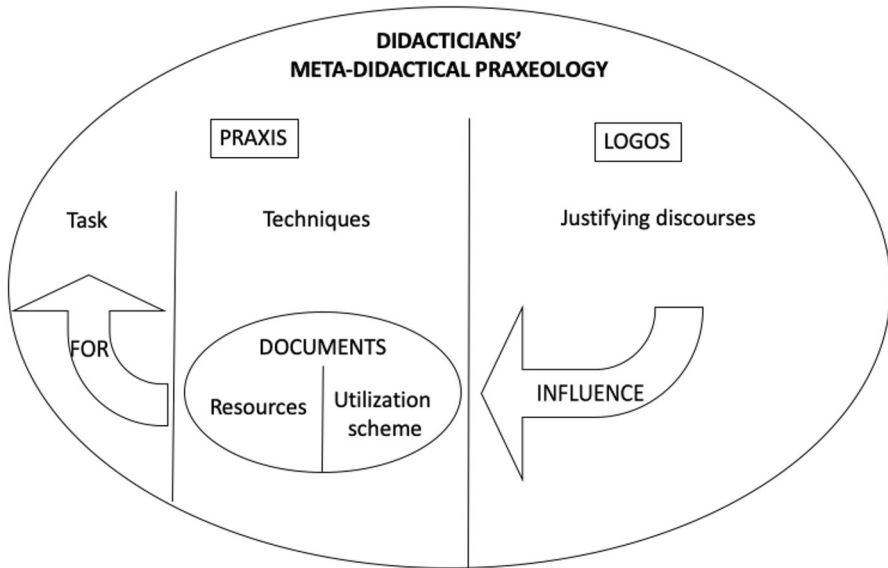 DIDACTICIANS’
META-DIDACTICAL PRAXEOLOGY
PRAXIS
LOGOS
Task
Techniques
Justifying discourses
FOR
DOCUMENTS
Resources
Utilization
scheme
INFLUENCE